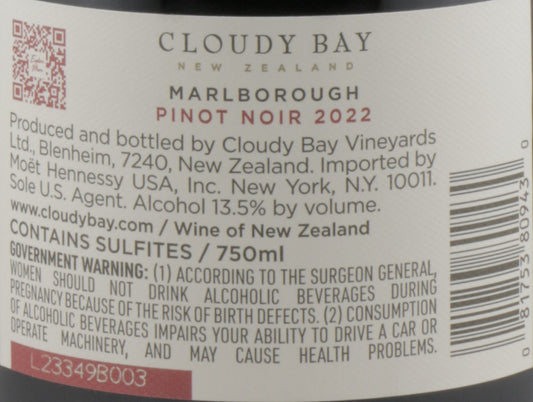 CLOUDY BAY
NEW ZEALAND
MARLBOROUGH
PINOT NOIR 2022
Produced and bottled by Cloudy Bay Vineyards
Ltd., Blenheim, 7240, New Zealand. Imported by
Moët Hennessy USA, Inc. New York, N.Y. 10011.
Sole U.S. Agent. Alcohol 13.5% by volume.
www.cloudybay.com / Wine of New Zealand
CONTAINS SULFITES / 750ml
GOVERNMENT WARNING: (1) ACCORDING TO THE SURGEON GENERAL,
WOMEN SHOULD NOT DRINK ALCOHOLIC BEVERAGES DURING
PREGNANCY BECAUSE OF THE RISK OF BIRTH DEFECTS. (2) CONSUMPTION
OF ALCOHOLIC BEVERAGES IMPAIRS YOUR ABILITY TO DRIVE A CAR OR
OPERATE MACHINERY, AND MAY CAUSE HEALTH PROBLEMS.
L23349B003
0 81753 80943 0